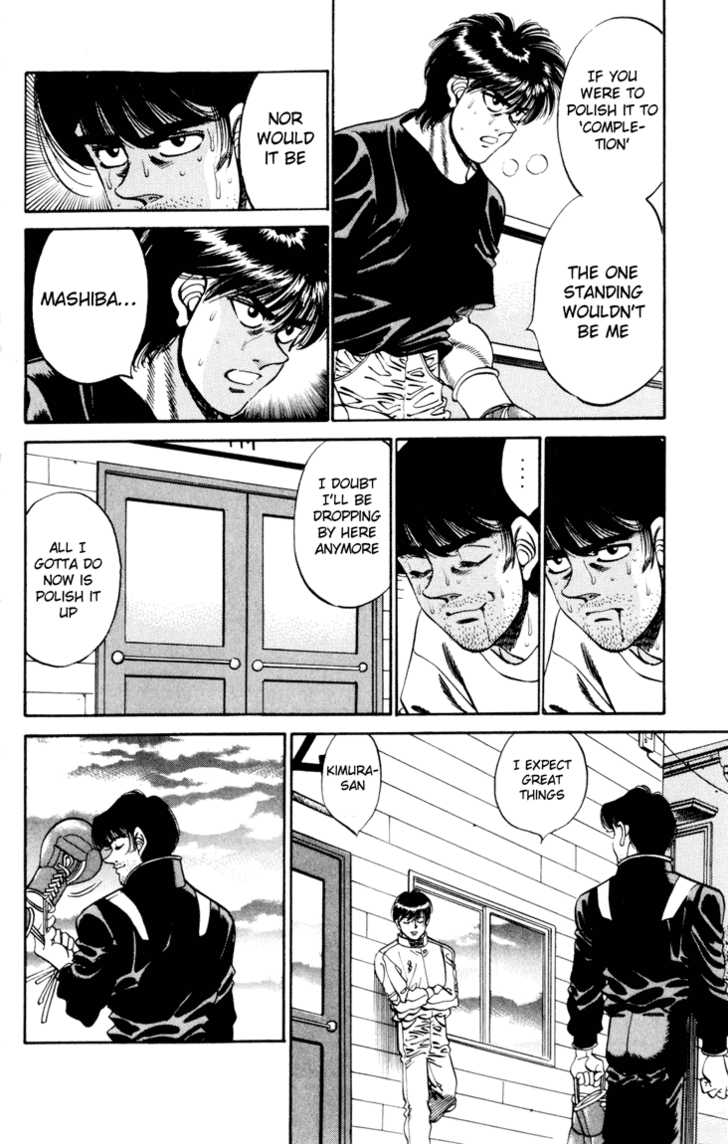 IF YOU
WERE TO
POLISH IT TO
'COMPLE-
TION'
THE ONE
STANDING
WOULDN'T
BE ME
NOR
WOULD
IT BE
MASHIBA...
....
I DOUBT
I'LL BE
DROPPING
BY HERE
ANYMORE
ALL I
GOTTA DO
NOW IS
POLISH IT
UP
I EXPECT
GREAT
THINGS
KIMURA-
SAN